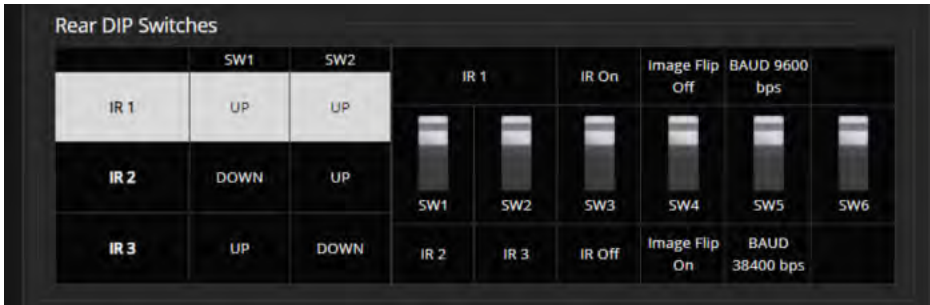 Rear DIP Switches
SW1 SW2
IR 1 UP UP
IR 2 DOWN UP
IR 3 UP DOWN
IR 1 IR On Image Flip BAUD 9600
Off bps
SW1 SW2 SW3 SW4 SW5 SW6
IR 2 IR 3 IR Off Image Flip BAUD
On 38400 bps